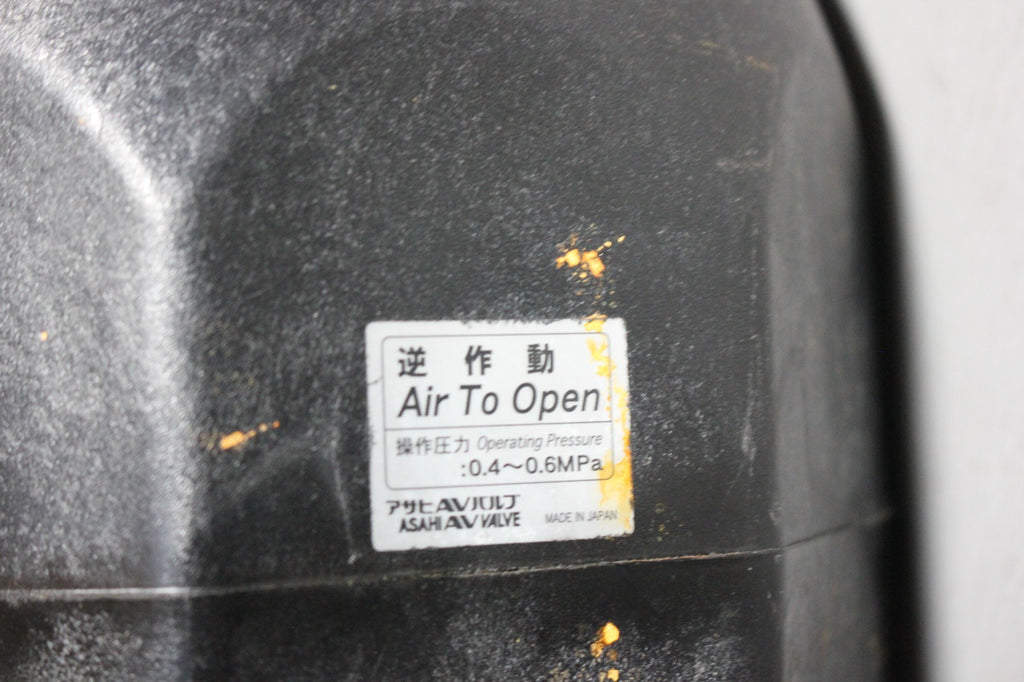 逆作動
Air To Open
操作圧力 Operating Pressure
:0.4〜0.6MPa
アサヒAVバルブ
ASAHI AV VALVE MADE IN JAPAN